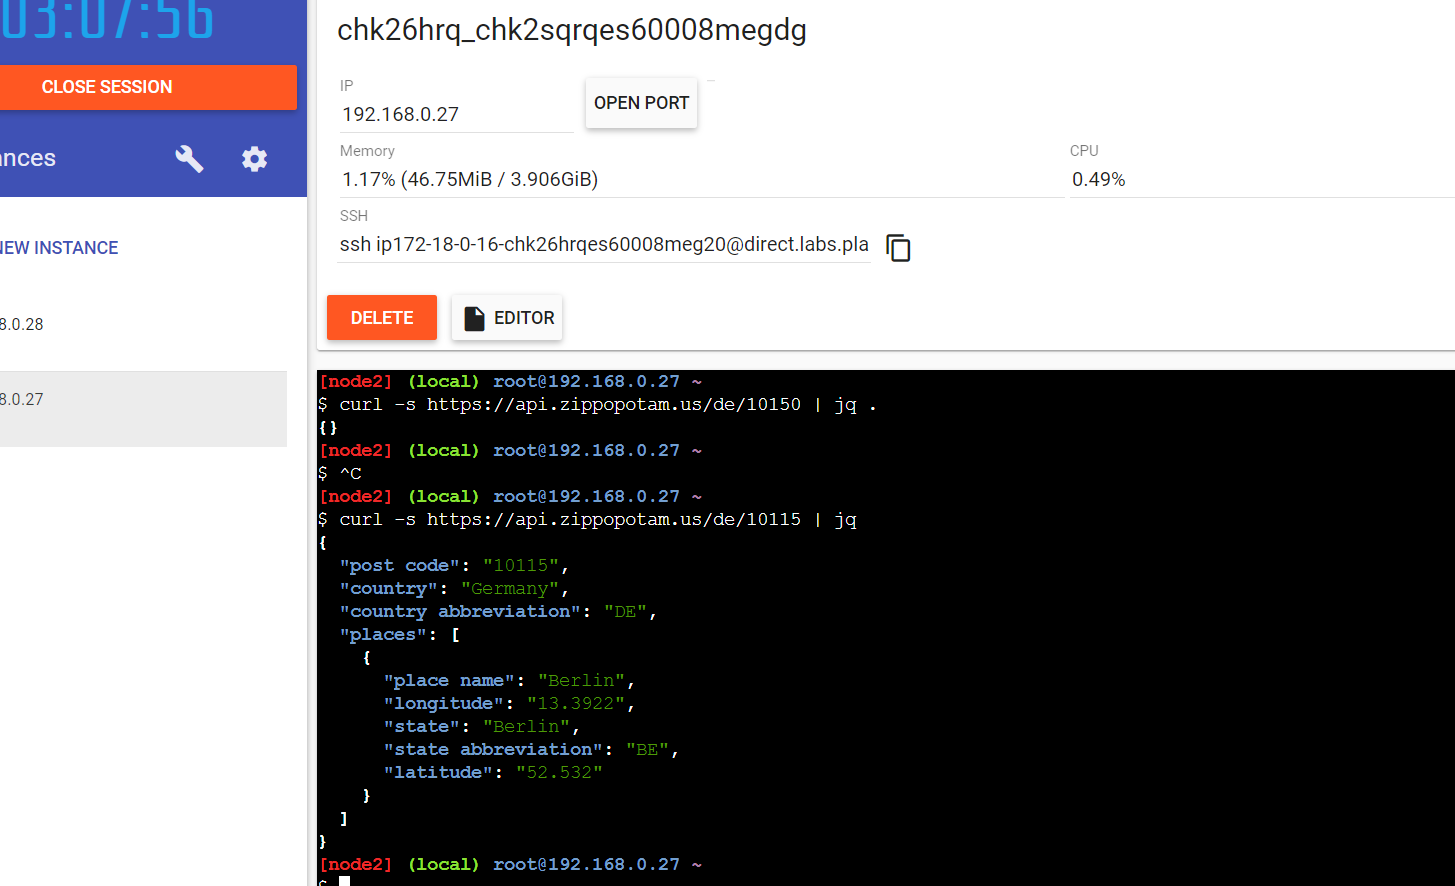 03:07:56
CLOSE SESSION
nces
NEW INSTANCE
8.0.28
8.0.27
chk26hrq_chk2sqrqes60008megdg
IP
192.168.0.27
OPEN PORT
Memory
1.17% (46.75MiB / 3.906GiB)
CPU
0.49%
SSH
ssh ip172-18-0-16-chk26hrqes60008meg20@direct.labs.pla
DELETE
EDITOR
[node2] (local) root@192.168.0.27 ~
$ curl -s https://api.zippopotam.us/de/10150 | jq .
{}
[node2] (local) root@192.168.0.27 ~
$ ^C
[node2] (local) root@192.168.0.27 ~
$ curl -s https://api.zippopotam.us/de/10115 | jq
{
  "post code": "10115",
  "country": "Germany",
  "country abbreviation": "DE",
  "places": [
    {
      "place name": "Berlin",
      "longitude": "13.3922",
      "state": "Berlin",
      "state abbreviation": "BE",
      "latitude": "52.532"
    }
  ]
}
[node2] (local) root@192.168.0.27 ~
$